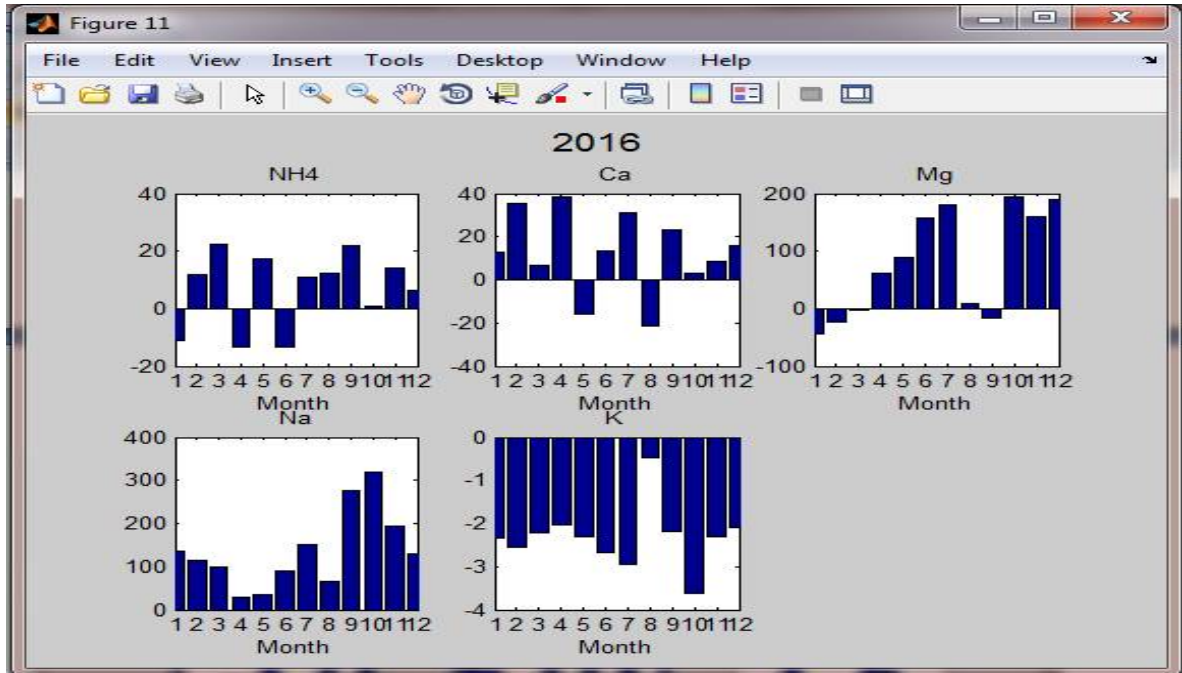 Figure 11
File Edit View Insert Tools Desktop Window Help
2016
NH4
40
20
0
-20
1 2 3 4 5 6 7 8 9 10 11 12
Month
Ca
40
20
0
-20
-40
1 2 3 4 5 6 7 8 9 10 11 12
Month
Mg
200
100
0
-100
1 2 3 4 5 6 7 8 9 10 11 12
Month
Na
400
300
200
100
0
1 2 3 4 5 6 7 8 9 10 11 12
Month
K
0
-1
-2
-3
-4
1 2 3 4 5 6 7 8 9 10 11 12
Month